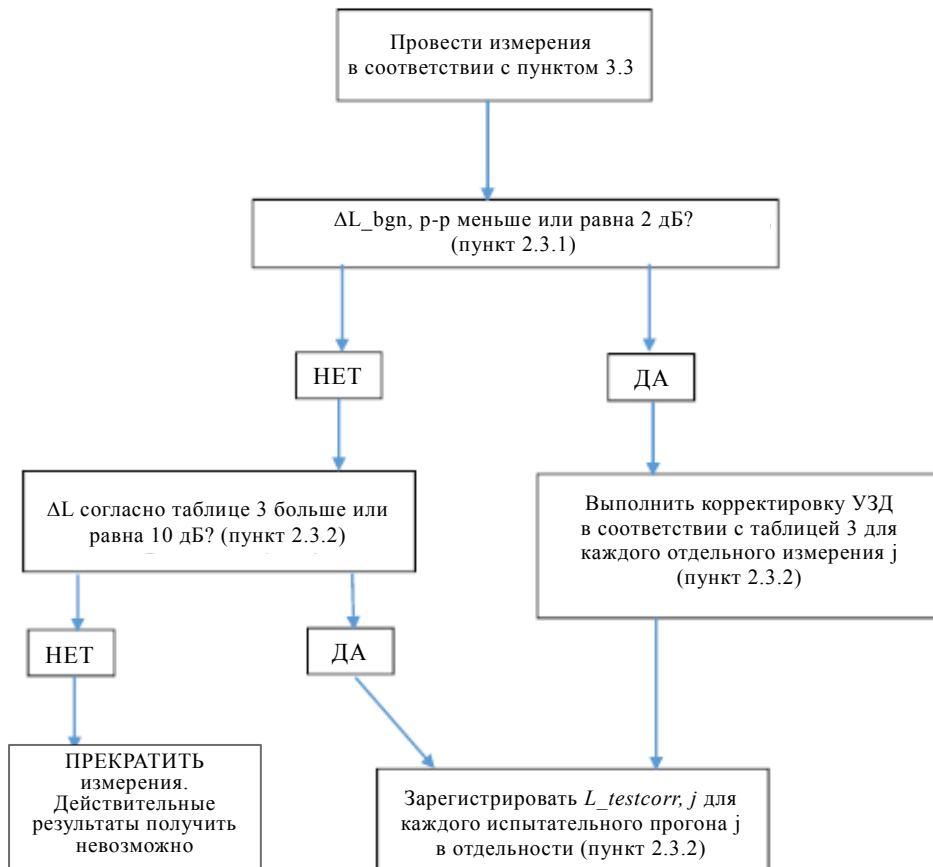 Провести измерения
в соответствии с пунктом 3.3
ΔL_bgn, p-p меньше или равна 2 дБ?
(пункт 2.3.1)
НЕТ
ДА
ΔL согласно таблице 3 больше или
равна 10 дБ? (пункт 2.3.2)
Выполнить корректировку УЗД
в соответствии с таблицей 3 для
каждого отдельного измерения j
(пункт 2.3.2)
НЕТ
ДА
ПРЕКРАТИТЬ
измерения.
Действительные
результаты получить
невозможно
Зарегистрировать L_testcorr, j для
каждого испытательного прогона j
в отдельности (пункт 2.3.2)